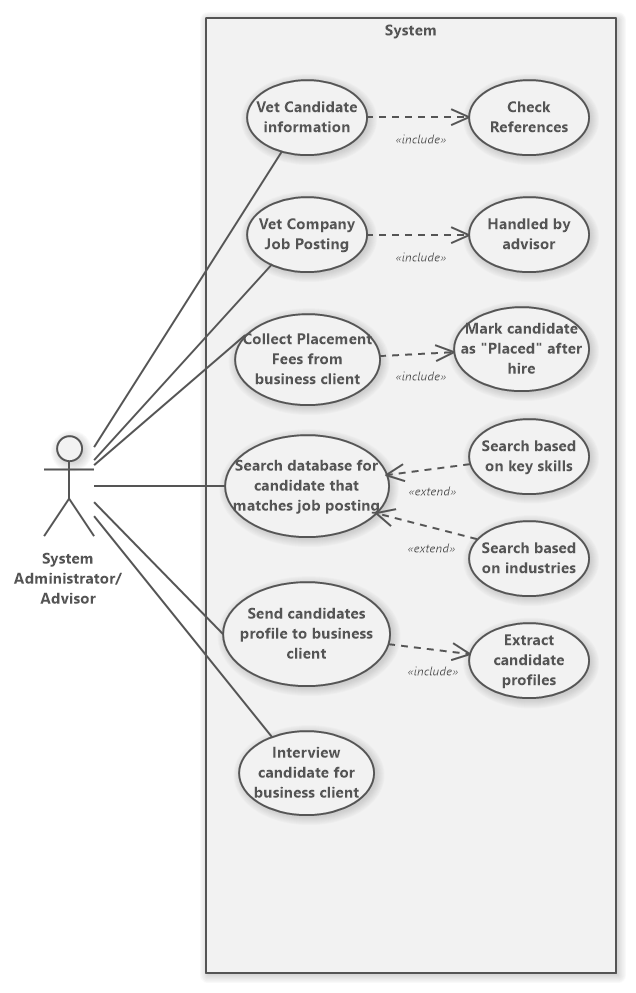 System
Vet Candidate
information
«include»
Check
References
Vet Company
Job Posting
«include»
Handled by
advisor
Collect Placement
Fees from
business client
«include»
Mark candidate
as "Placed" after
hire
Search database for
candidate that
matches job posting
«extend»
Search based
on key skills
«extend»
Search based
on industries
System
Administrator/
Advisor
Send candidates
profile to business
client
«include»
Extract
candidate
profiles
Interview
candidate for
business client